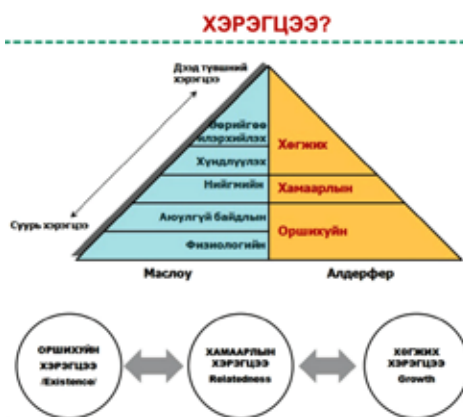 ХЭРЭГЦЭЭ?
Дээд түвшний
хэрэгцээ
Өөрийгөө
илэрхийлэх
Хүндлүүлэх
Нийгмийн
Аюулгүй байдлын
Физиологийн
Хөгжих
Хамаарлын
Оршихуйн
Суурь хэрэгцээ
Маслоу
Алдерфер
ОРШИХУЙН
ХЭРЭГЦЭЭ
/Existence/
ХАМААРЛЫН
ХЭРЭГЦЭЭ
Relatedness
ХӨГЖИХ
ХЭРЭГЦЭЭ
Growth